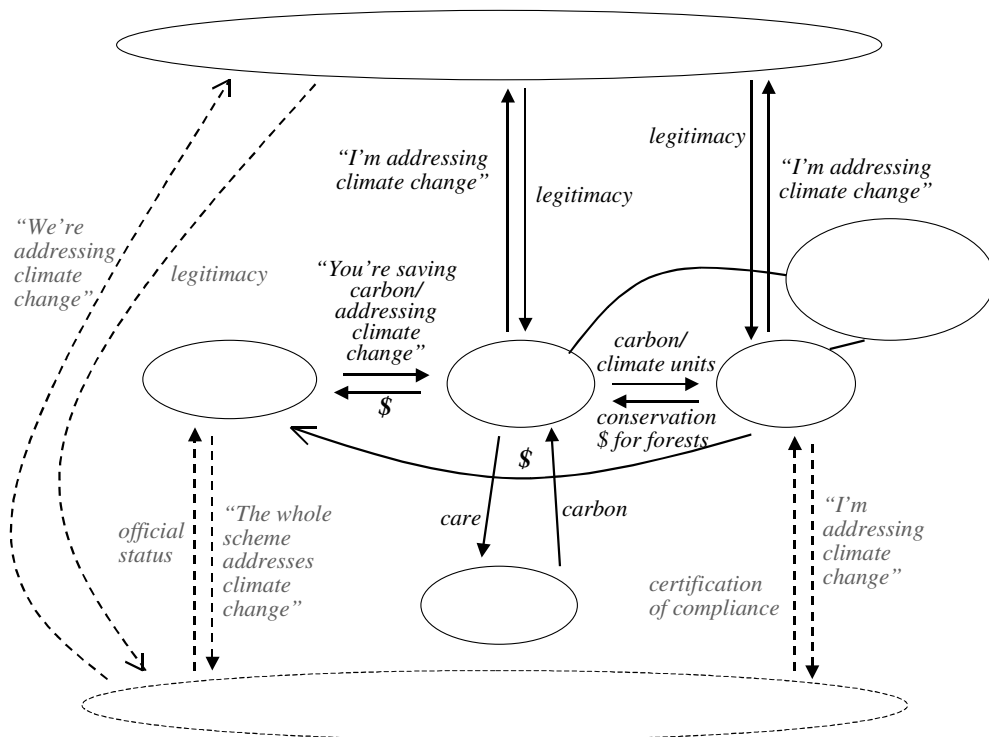 legitimacy
“I'm addressing
climate change”
“I'm addressing
climate change”
legitimacy
“We're
addressing
climate
change”
legitimacy
“You're saving
carbon/
addressing
climate
change”
$
carbon/
climate units
conservation
$ for forests
$
care
carbon
official
status
“The whole
scheme
addresses
climate
change”
“I'm
addressing
climate
change”
certification
of compliance